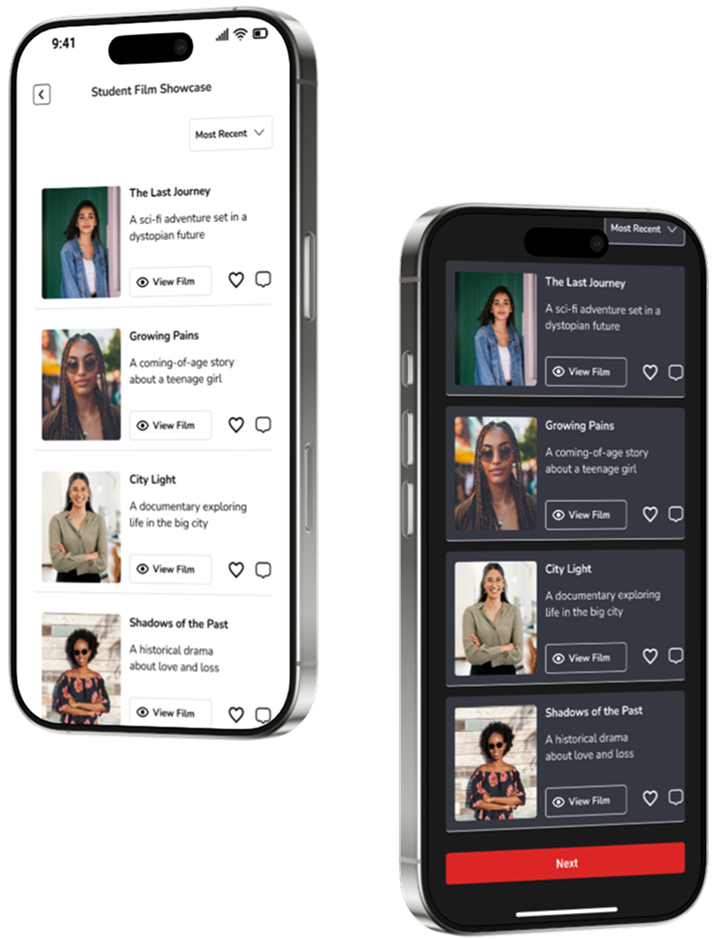 9:41
Student Film Showcase
Most Recent
The Last Journey
A sci-fi adventure set in a
dystopian future
View Film
Growing Pains
A coming-of-age story
about a teenage girl
View Film
City Light
A documentary exploring
life in the big city
View Film
Shadows of the Past
A historical drama
about love and loss
View Film
Most Recent
The Last Journey
A sci-fi adventure set in a
dystopian future
View Film
Growing Pains
A coming-of-age story
about a teenage girl
View Film
City Light
A documentary exploring
life in the big city
View Film
Shadows of the Past
A historical drama
about love and loss
View Film
Next